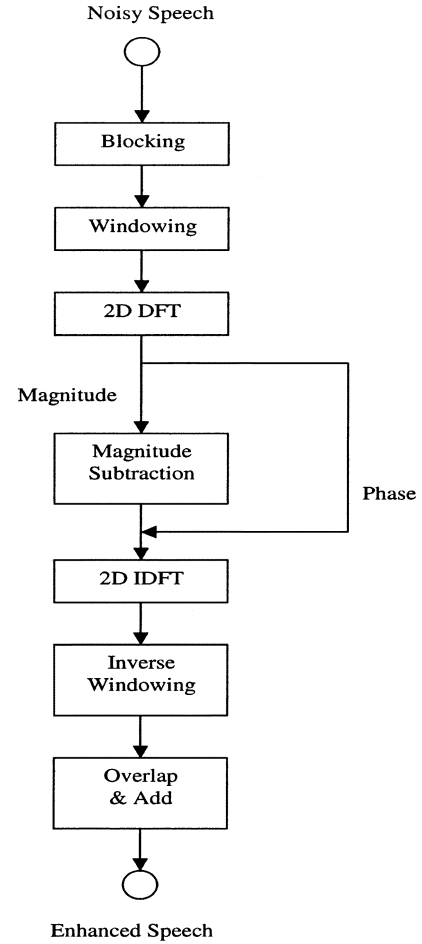 Noisy Speech
Blocking
Windowing
2D DFT
Magnitude
Magnitude
Subtraction
Phase
2D IDFT
Inverse
Windowing
Overlap
& Add
Enhanced Speech